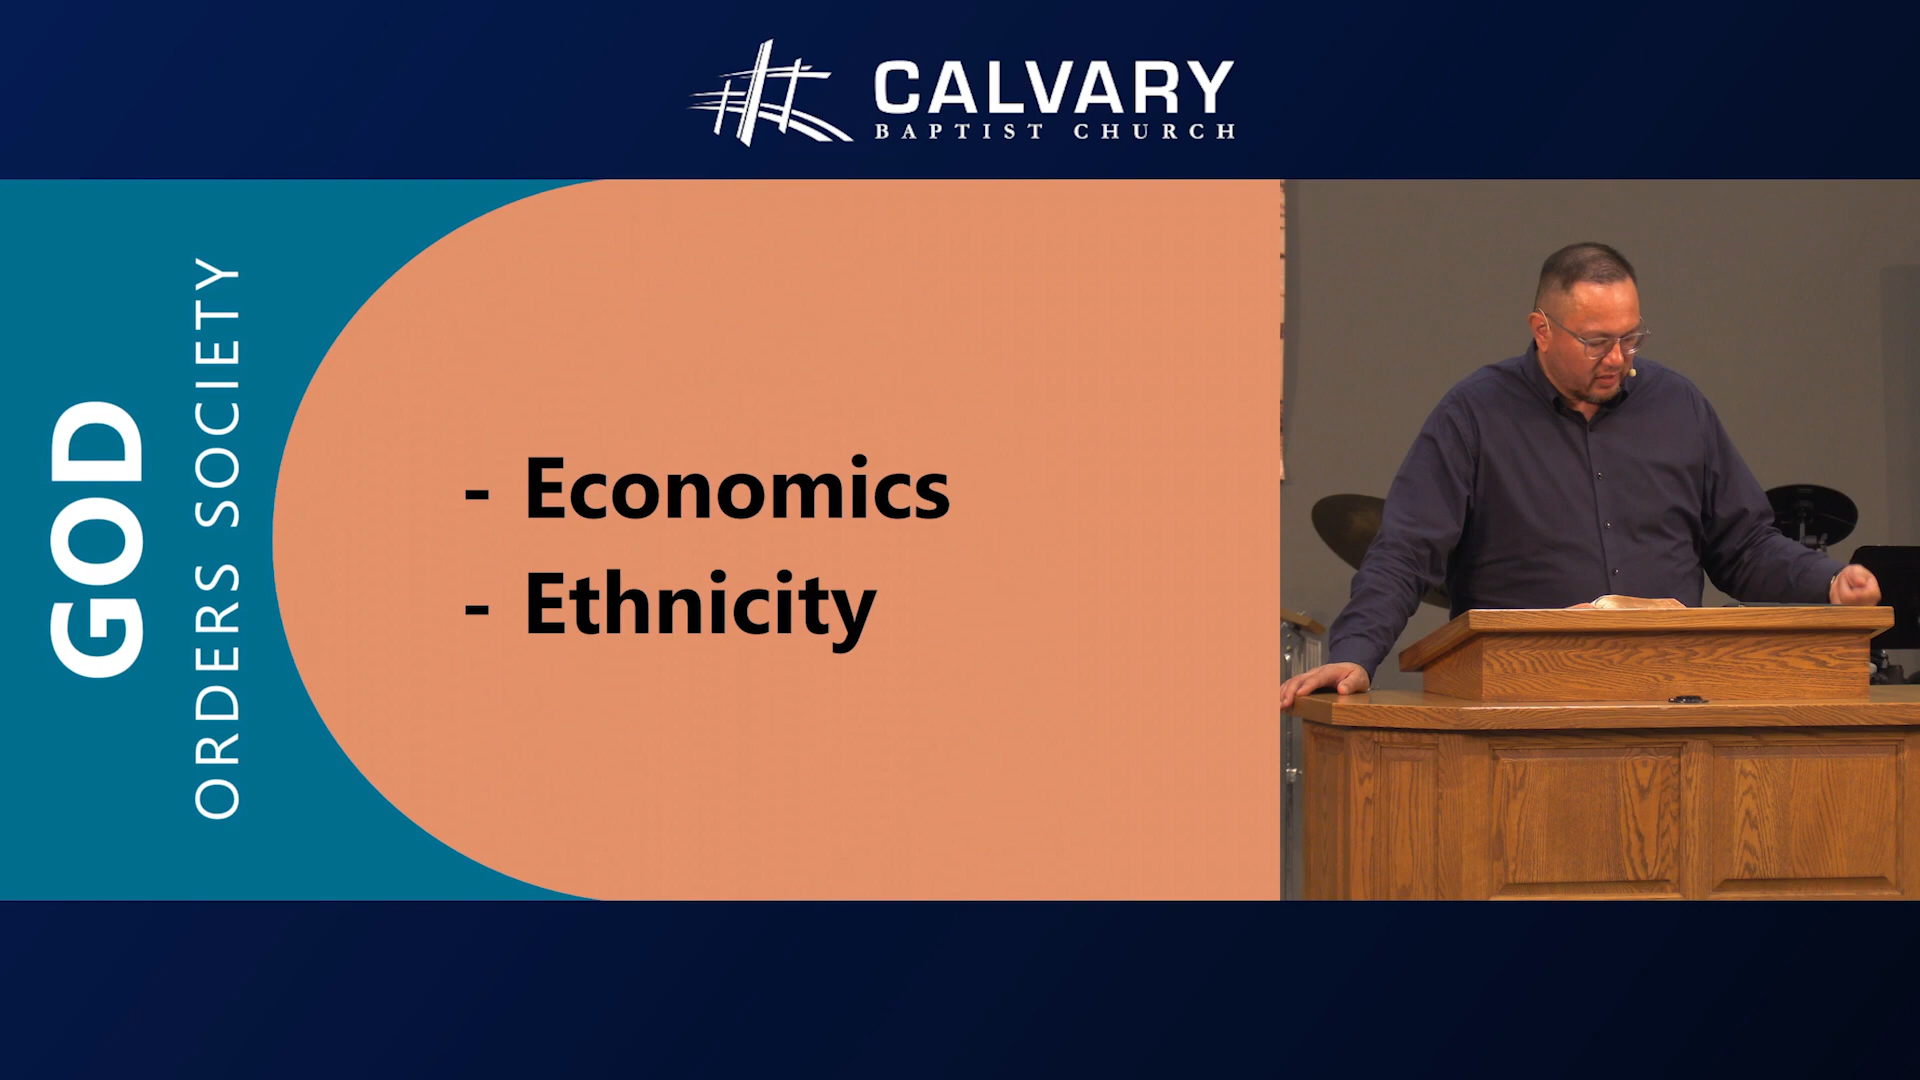 CALVARY
BAPTIST CHURCH
GOD
ORDERS SOCIETY
- Economics
- Ethnicity